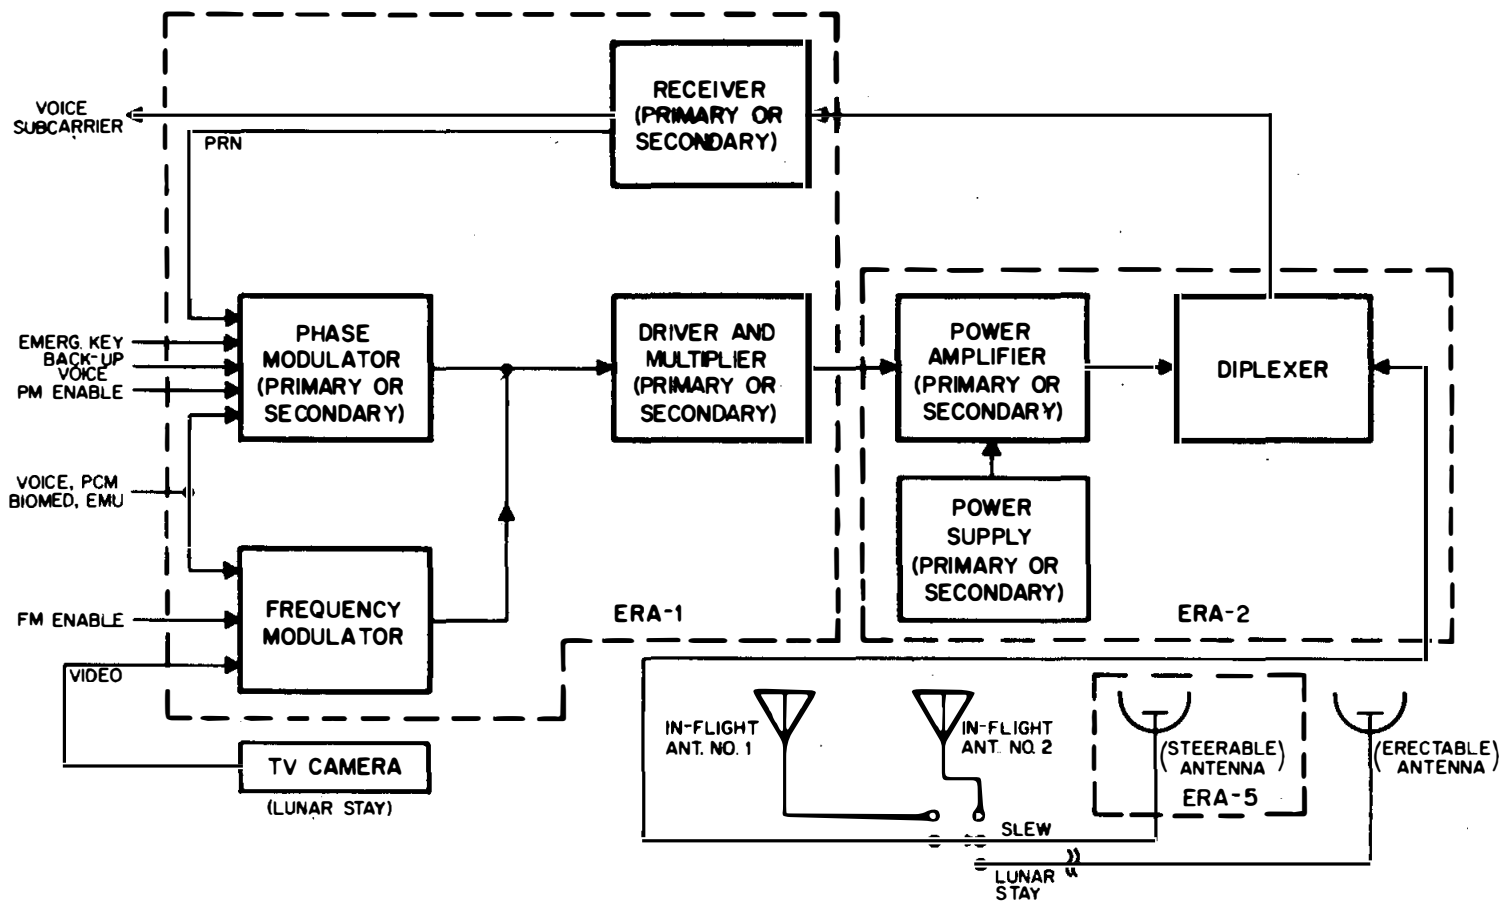 RECEIVER
(PRIMARY OR
SECONDARY)
VOICE
SUBCARRIER
PRN
EMERG. KEY
BACK-UP
VOICE
PM ENABLE
PHASE
MODULATOR
(PRIMARY OR
SECONDARY)
DRIVER AND
MULTIPLIER
(PRIMARY OR
SECONDARY)
POWER
AMPLIFIER
(PRIMARY OR
SECONDARY)
DIPLEXER
VOICE, PCM
BIOMED, EMU
POWER
SUPPLY
(PRIMARY OR
SECONDARY)
FM ENABLE
FREQUENCY
MODULATOR
ERA-1
ERA-2
VIDEO
TV CAMERA
(LUNAR STAY)
IN-FLIGHT
ANT. NO. 1
IN-FLIGHT
ANT. NO. 2
(STEERABLE)
ANTENNA
ERA-5
(ERECTABLE)
ANTENNA
SLEW
LUNAR
STAY